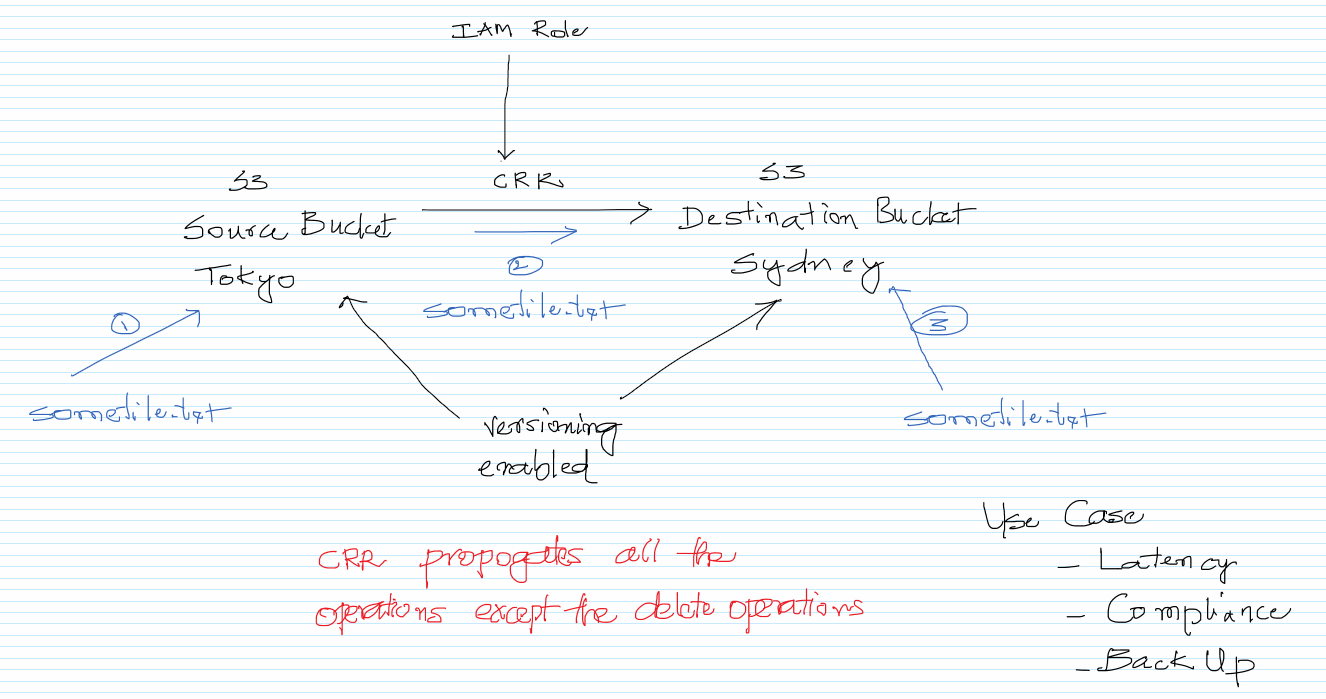 IAM Role
CRR
S3
Source Bucket
Tokyo
S3
Destination Bucket
Sydney
1
somefile.txt
2
somefile.txt
3
somefile.txt
versioning
enabled
CRR propogates all the
operations except the delete operations
Use Case
- Latency
- Compliance
- Back Up